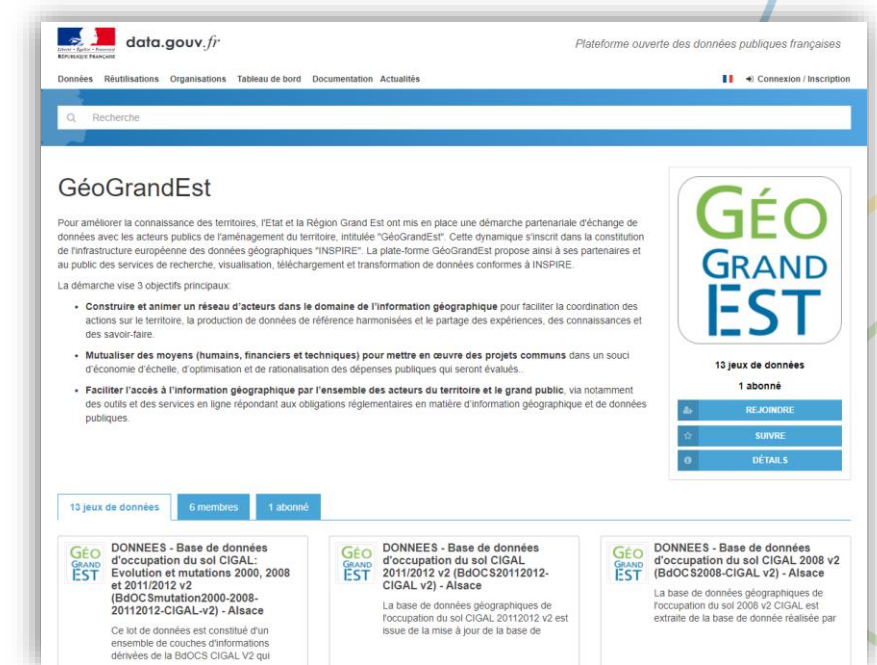 Liberté • Égalité • Fraternité
RÉPUBLIQUE FRANÇAISE
data.gouv.fr
Plateforme ouverte des données publiques françaises
Données Réutilisations Organisations Tableau de bord Documentation Actualités
Connexion / Inscription
Recherche
GéoGrandEst
Pour améliorer la connaissance des territoires, l'Etat et la Région Grand Est ont mis en place une démarche partenariale d'échange de
données avec les acteurs publics de l'aménagement du territoire, intitulée "GéoGrandEst". Cette dynamique s'inscrit dans la constitution
de l'infrastructure européenne des données géographiques "INSPIRE". La plate-forme GéoGrandEst propose ainsi à ses partenaires et
au public des services de recherche, visualisation, téléchargement et transformation de données conformes à INSPIRE.
La démarche vise 3 objectifs principaux:
• Construire et animer un réseau d'acteurs dans le domaine de l'information géographique pour faciliter la coordination des
actions sur le territoire, la production de données de référence harmonisées et le partage des expériences, des connaissances et
des savoir-faire.
• Mutualiser des moyens (humains, financiers et techniques) pour mettre en œuvre des projets communs dans un souci
d'économie d'échelle, d'optimisation et de rationalisation des dépenses publiques qui seront évalués..
• Faciliter l'accès à l'information géographique par l'ensemble des acteurs du territoire et le grand public, via notamment
des outils et des services en ligne répondant aux obligations réglementaires en matière d'information géographique et de données
publiques.
GÉO
GRAND
EST
13 jeux de données
1 abonné
REJOINDRE
SUIVRE
DÉTAILS
13 jeux de données
6 membres
1 abonné
GÉO
GRAND
EST
DONNEES - Base de données
d'occupation du sol CIGAL:
Evolution et mutations 2000, 2008
et 2011/2012 v2
(BdOCSmutation2000-2008-
20112012-CIGAL-v2) - Alsace
Ce lot de données est constitué d'un
ensemble de couches d'informations
dérivées de la BdOCS CIGAL V2 qui
GÉO
GRAND
EST
DONNEES - Base de données
d'occupation du sol CIGAL
2011/2012 v2 (BdOCS20112012-
CIGAL v2) - Alsace
La base de données géographiques de
l'occupation du sol CIGAL 20112012 v2 est
issue de la mise à jour de la base de
GÉO
GRAND
EST
DONNEES - Base de données
d'occupation du sol CIGAL 2008 v2
(BdOCS2008-CIGAL v2) - Alsace
La base de données géographiques de
l'occupation du sol 2008 v2 CIGAL est
extraite de la base de donnée réalisée par